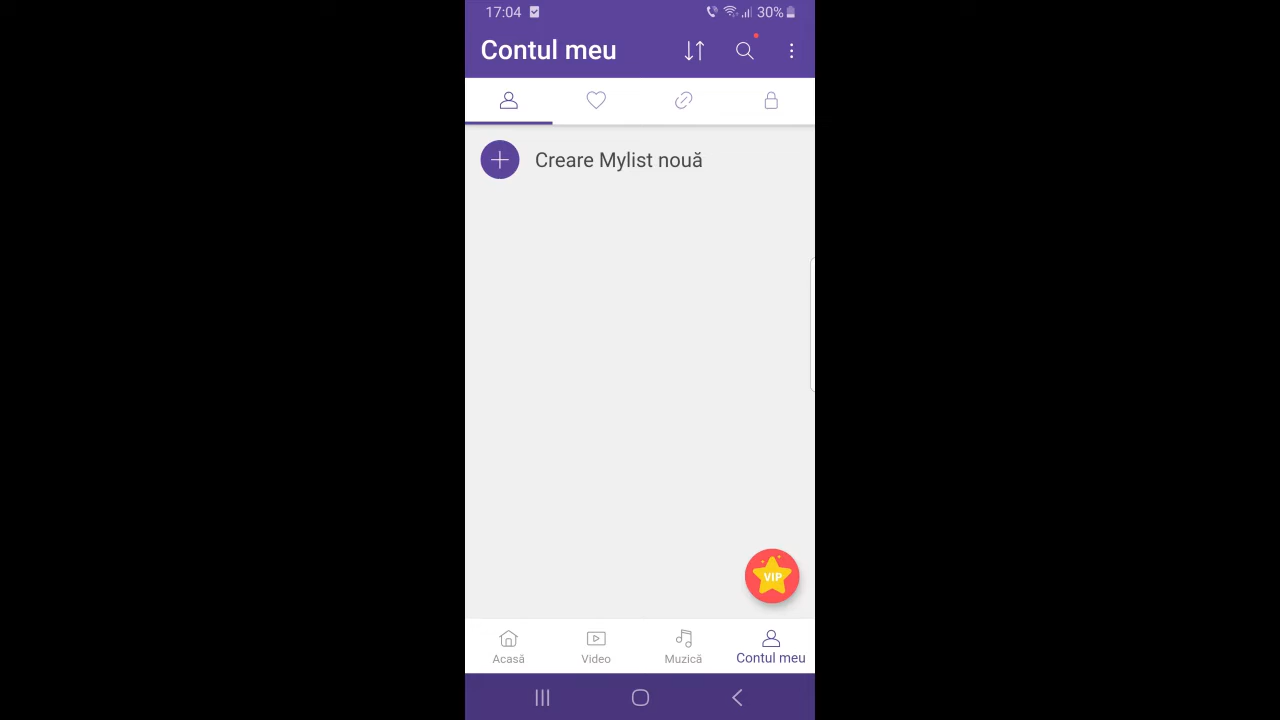 17:04 30%
Contul meu
Creare Mylist nouă
VIP
Acasă Video Muzică Contul meu